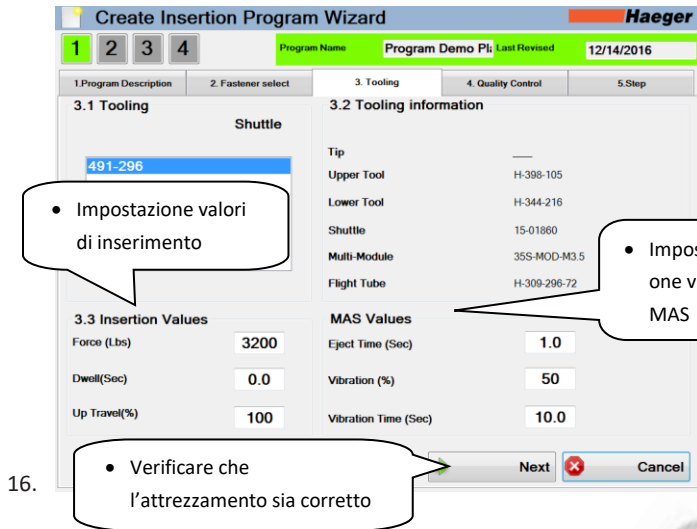 Create Insertion Program Wizard
Haeger
1 2 3 4
Program Name
Program Demo
Last Revised
12/14/2016
1.Program Description
2. Fastener select
3. Tooling
4. Quality Control
5.Step
3.1 Tooling
Shuttle
491-296
3.2 Tooling information
Tip
Upper Tool H-398-105
Lower Tool H-344-216
Shuttle 15-01860
Multi-Module 35S-MOD-M3.5
Flight Tube H-309-296-72
• Impostazione valori
di inserimento
•
one
MAS
3.3 Insertion Values
Force (Lbs) 3200
Dwell(Sec) 0.0
Up Travel(%) 100
MAS Values
Eject Time (Sec) 1.0
Vibration (%) 50
Vibration Time (Sec) 10.0
• Verificare che
l'attrezzamento sia corretto
Next
Cancel
16.